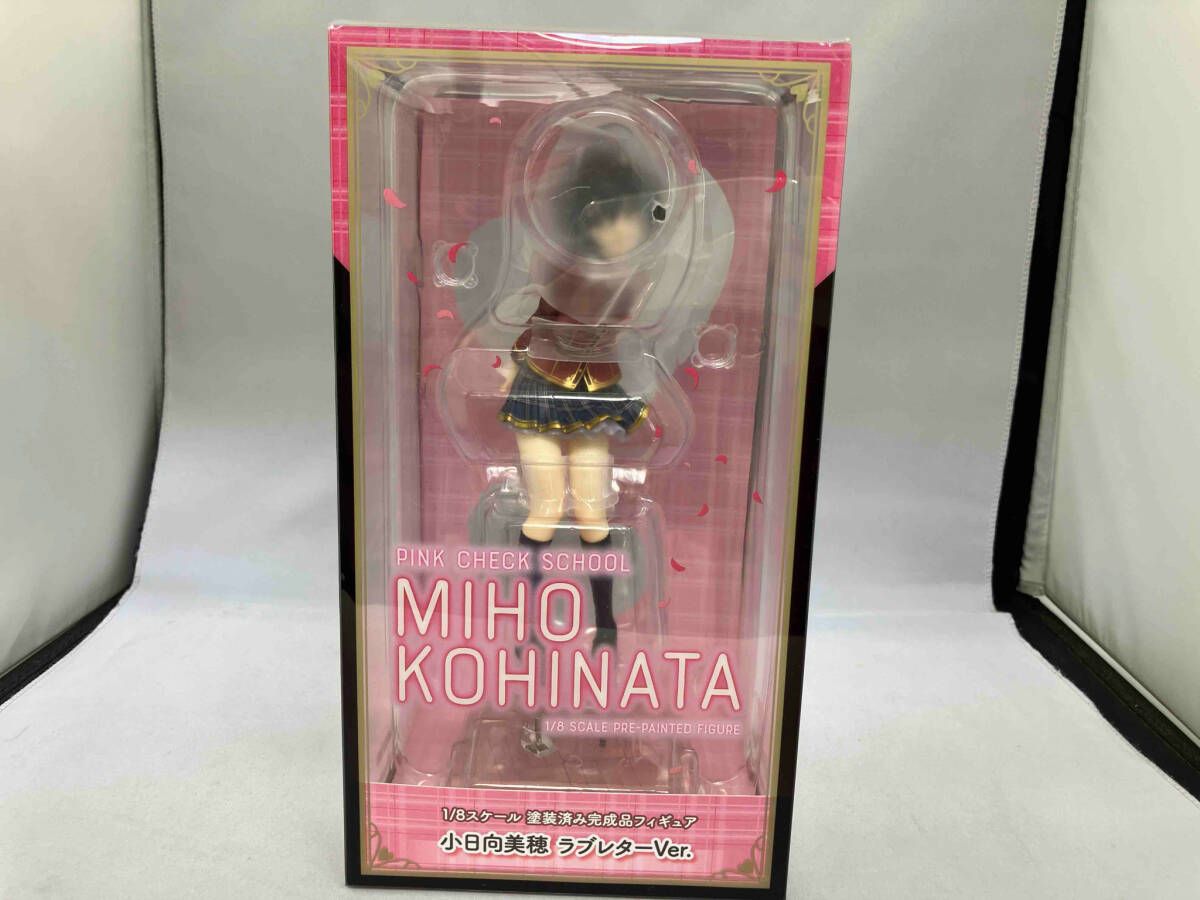 PINK CHECK SCHOOL
MIHO
KOHINATA
1/8 SCALE PRE-PAINTED FIGURE
1/8スケール 塗装済み完成品フィギュア
小日向美穂 ラブレターVer.